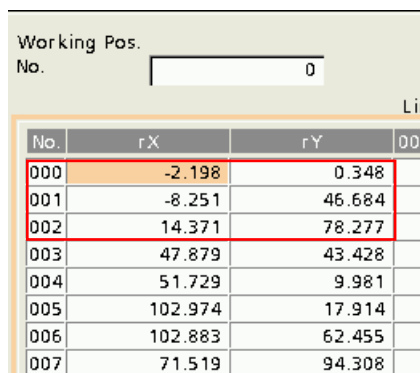 Working Pos.
No. 0
Li
No. rX rY 00
000 -2.198 0.348
001 -8.251 46.684
002 14.371 78.277
003 47.879 43.428
004 51.729 9.981
005 102.974 17.914
006 102.883 62.455
007 71.519 94.308